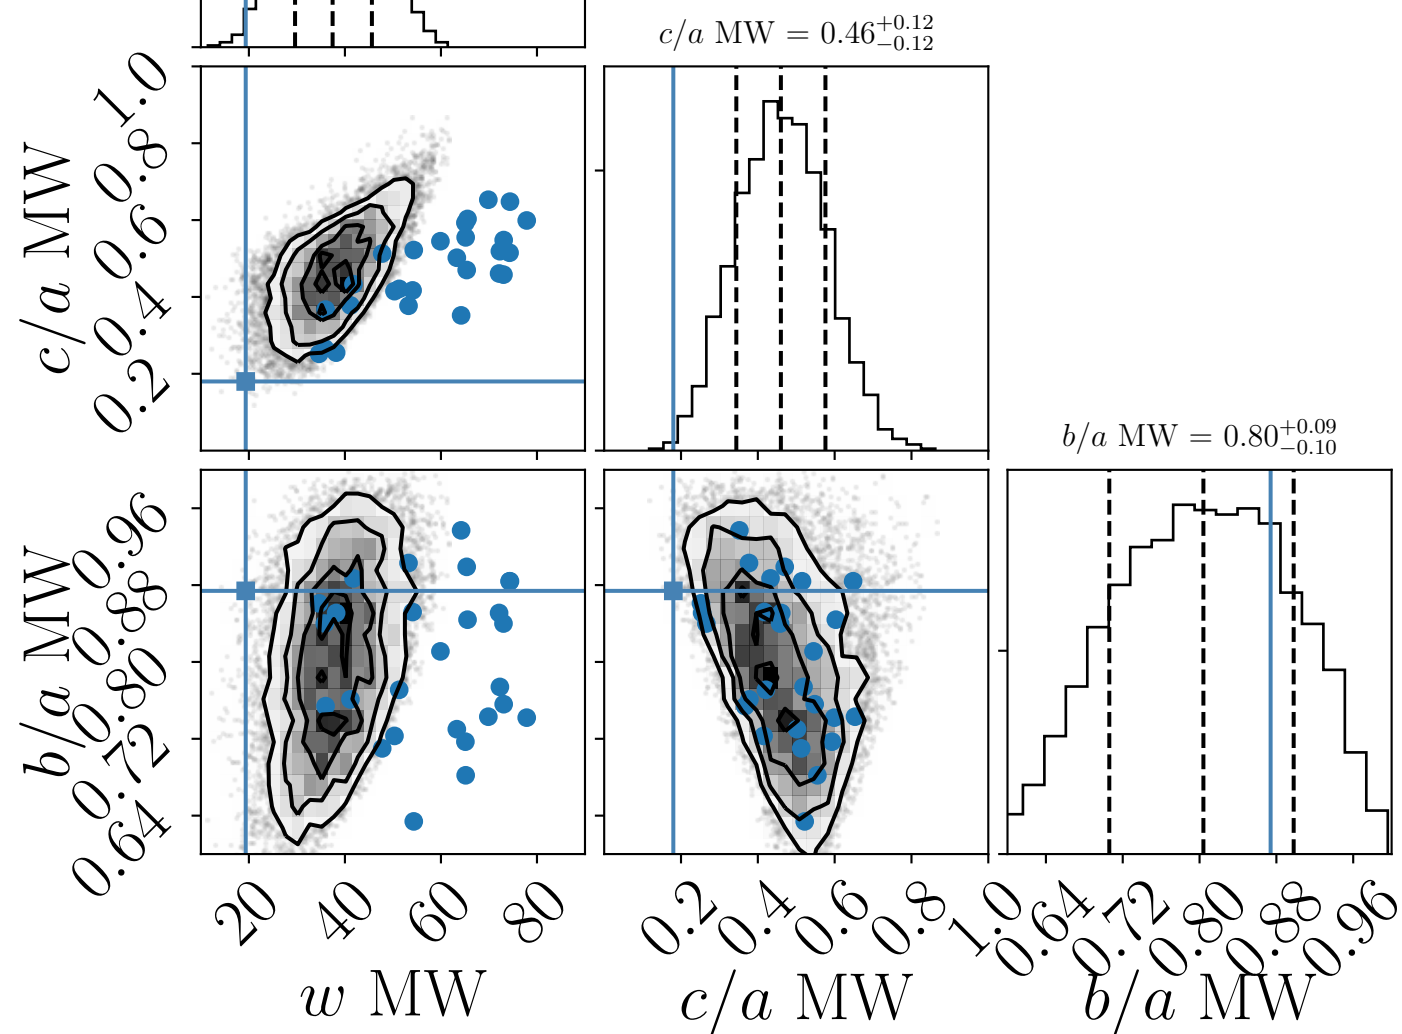 c/a MW = 0.46+0.12 −0.12
1.0
0.8
0.6
0.4
0.2
c/a MW
b/a MW = 0.80+0.09 −0.10
0.96
0.88
0.80
0.72
0.64
b/a MW
20 40 60 80
w MW
0.2 0.4 0.6 0.8 1.0
c/a MW
0.64 0.72 0.80 0.88 0.96
b/a MW